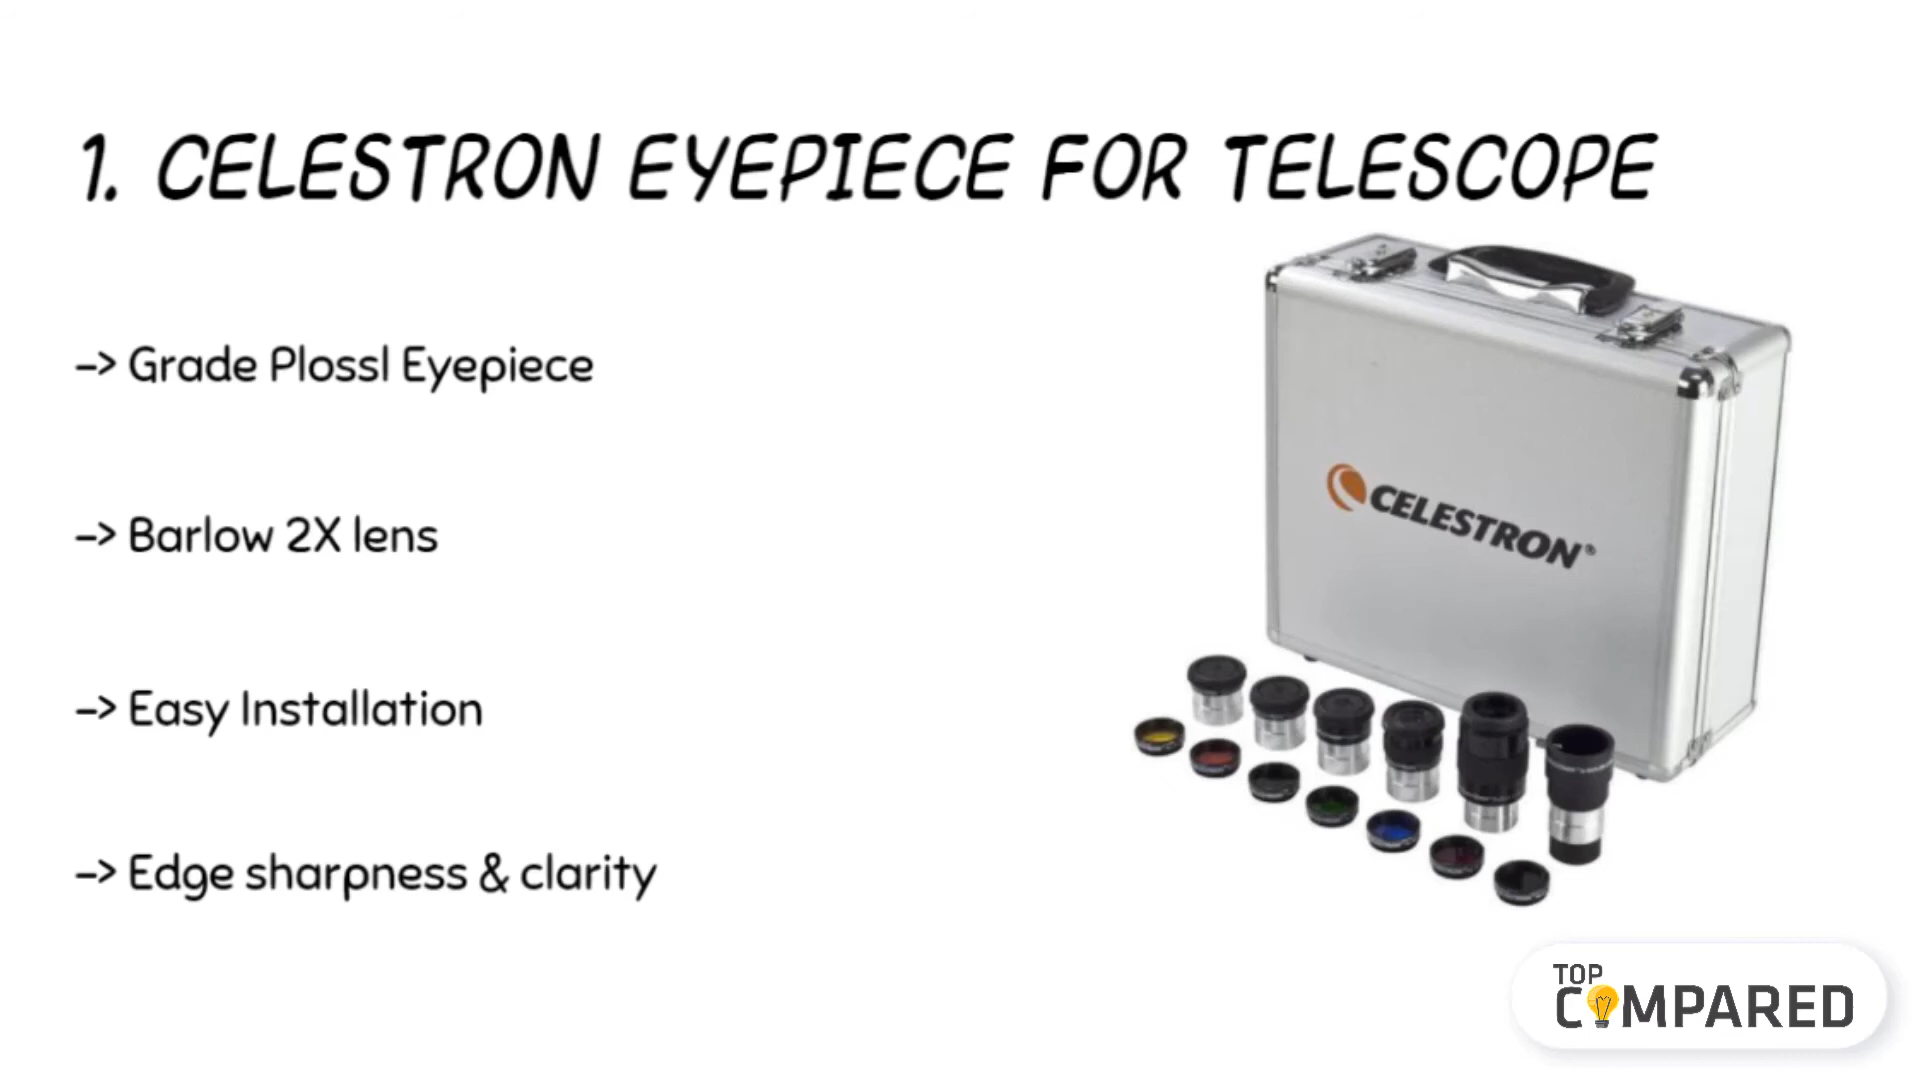 1. CELESTRON EYEPIECE FOR TELESCOPE
–> Grade Plossl Eyepiece
–> Barlow 2X lens
–> Easy Installation
–> Edge sharpness & clarity
CELESTRON®
TOP
COMPARED